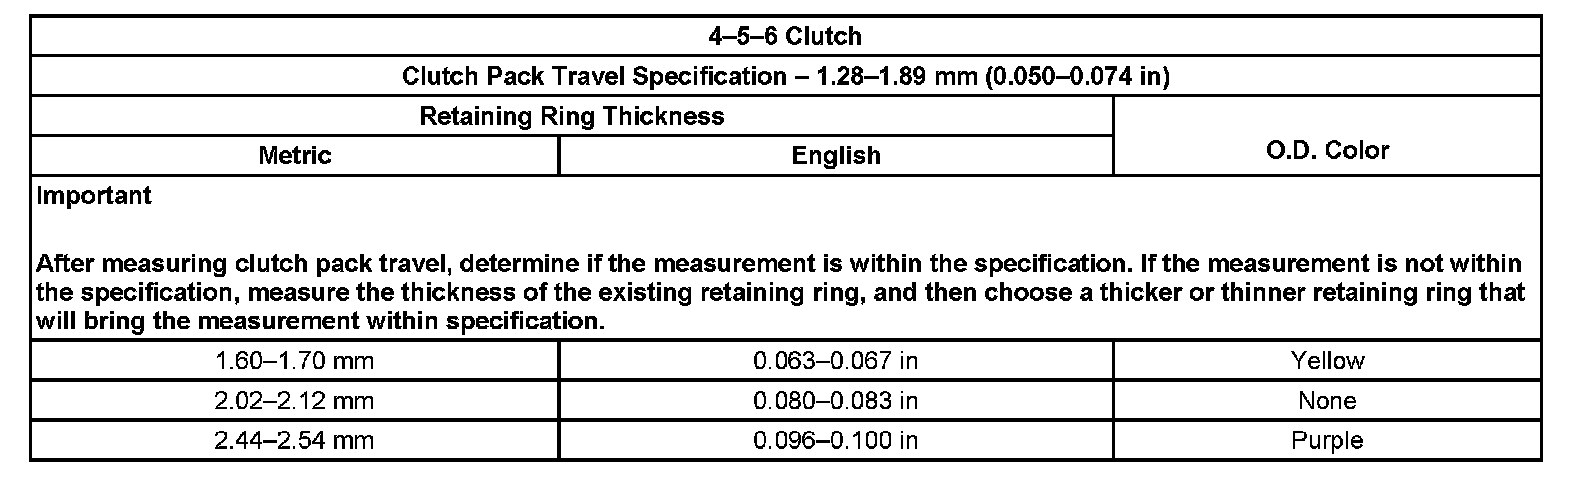 4–5–6 Clutch
Clutch Pack Travel Specification – 1.28–1.89 mm (0.050–0.074 in)
Retaining Ring Thickness
O.D. Color
Metric
English
Important
After measuring clutch pack travel, determine if the measurement is within the specification. If the measurement is not within
the specification, measure the thickness of the existing retaining ring, and then choose a thicker or thinner retaining ring that
will bring the measurement within specification.
1.60–1.70 mm
0.063–0.067 in
Yellow
2.02–2.12 mm
0.080–0.083 in
None
2.44–2.54 mm
0.096–0.100 in
Purple